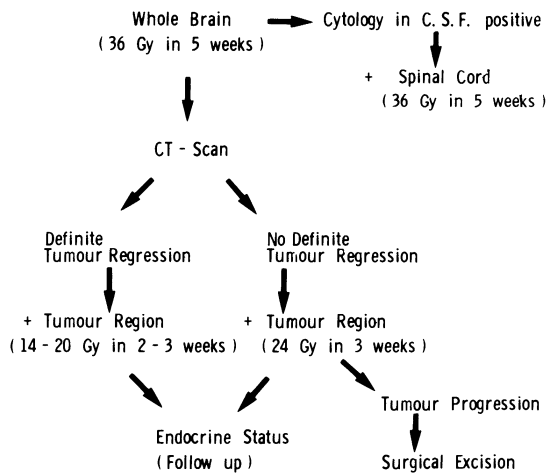 Whole Brain
(36 Gy in 5 weeks)
Cytology in C. S. F. positive
+ Spinal Cord
(36 Gy in 5 weeks)
CT - Scan
Definite
Tumour Regression
No Definite
Tumour Regression
+ Tumour Region
(14 - 20 Gy in 2 - 3 weeks)
+ Tumour Region
(24 Gy in 3 weeks)
Endocrine Status
(Follow up)
Tumour Progression
Surgical Excision